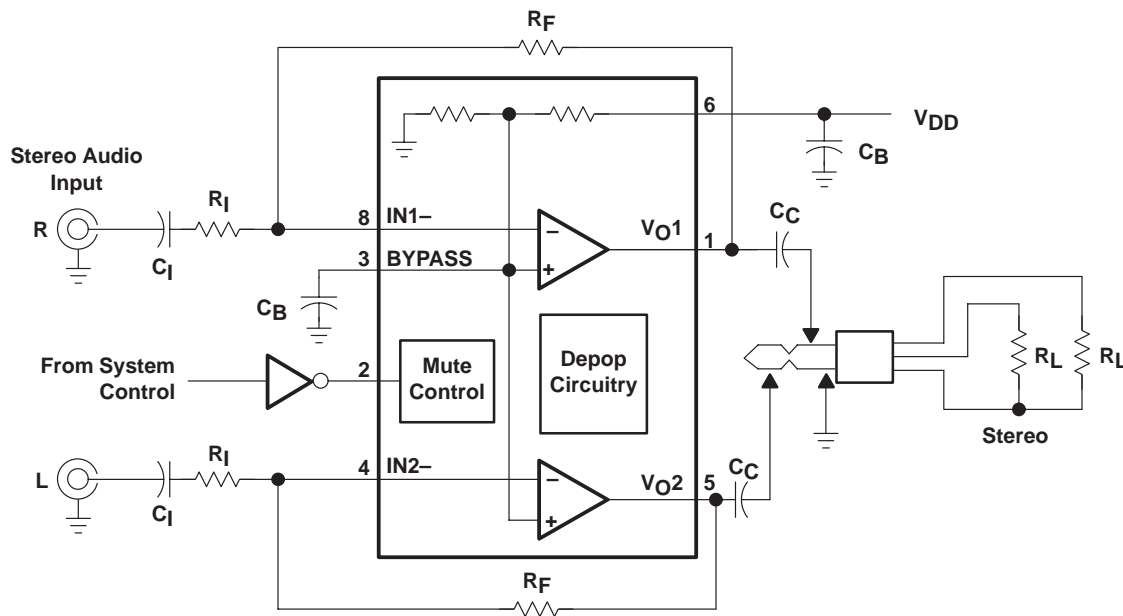 RF
6
VDD
CB
Stereo Audio
Input
R
CI
RI
8
IN1–
–
VO1
1
CC
3
BYPASS
+
CB
From System
Control
2
Mute
Control
Depop
Circuitry
RL
RL
Stereo
L
CI
RI
4
IN2–
–
VO2
5
CC
+
RF